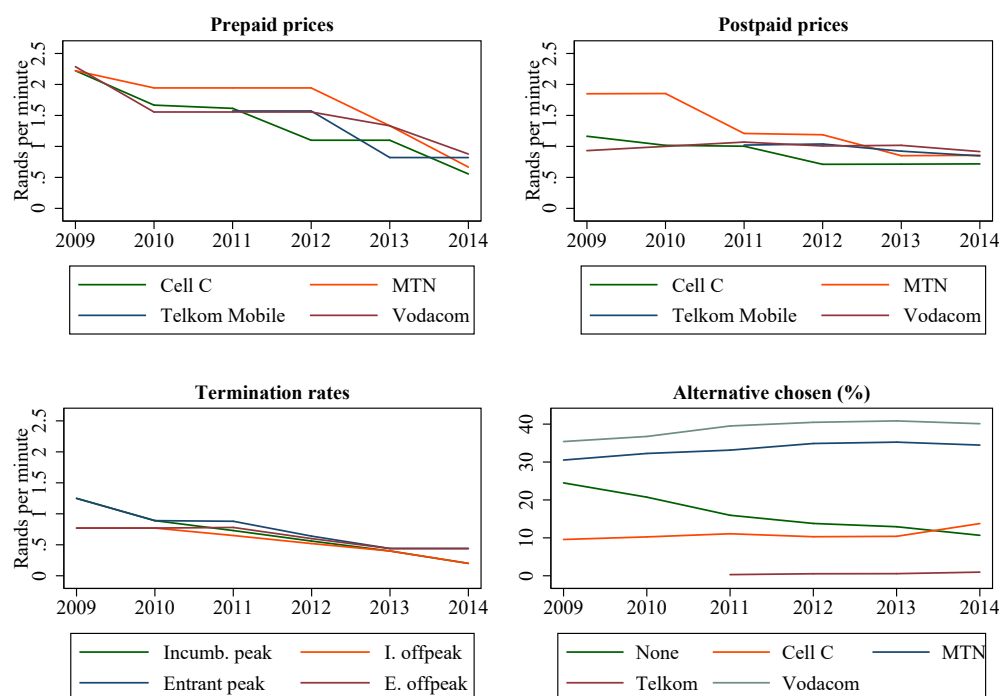 Prepaid prices
Rands per minute
0 .5 1 1.5 2 2.5
2009 2010 2011 2012 2013 2014
Cell C MTN
Telkom Mobile Vodacom
Postpaid prices
Rands per minute
0 .5 1 1.5 2 2.5
2009 2010 2011 2012 2013 2014
Cell C MTN
Telkom Mobile Vodacom
Termination rates
Rands per minute
0 .5 1 1.5 2 2.5
2009 2010 2011 2012 2013 2014
Incumb. peak I. offpeak
Entrant peak E. offpeak
Alternative chosen (%)
0 10 20 30 40
2009 2010 2011 2012 2013 2014
None Cell C MTN
Telkom Vodacom